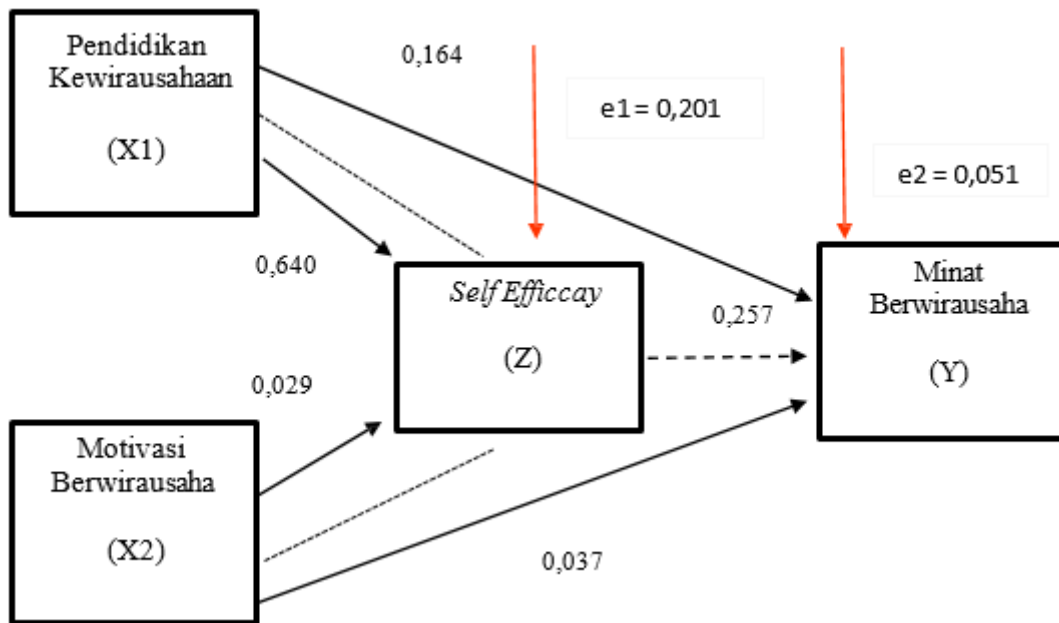 Pendidikan
Kewirausahaan
(X1)
0,164
e1 = 0,201
e2 = 0,051
0,640
Self Efficcay
(Z)
0,257
Minat
Berwirausaha
(Y)
0,029
Motivasi
Berwirausaha
(X2)
0,037